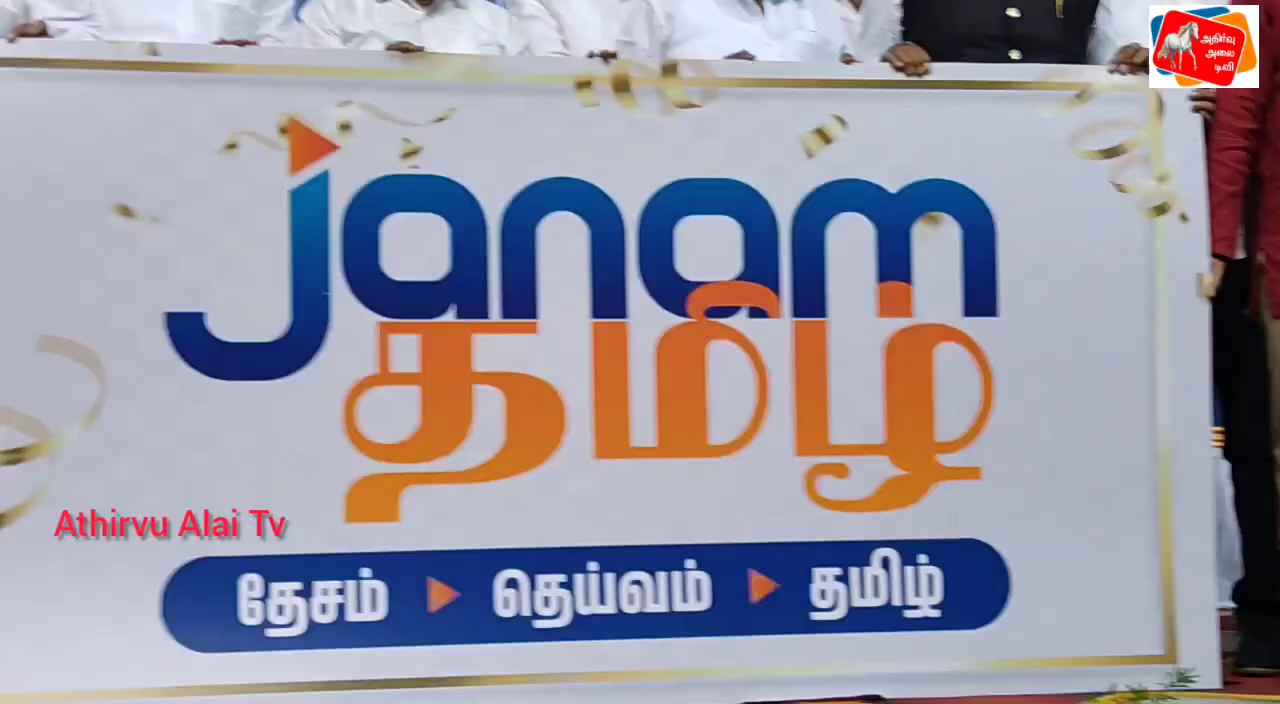 அதிர்வு
அலை
டிவி
Janam
தமிழ்
Athirvu Alai Tv
தேசம் தெய்வம் தமிழ்